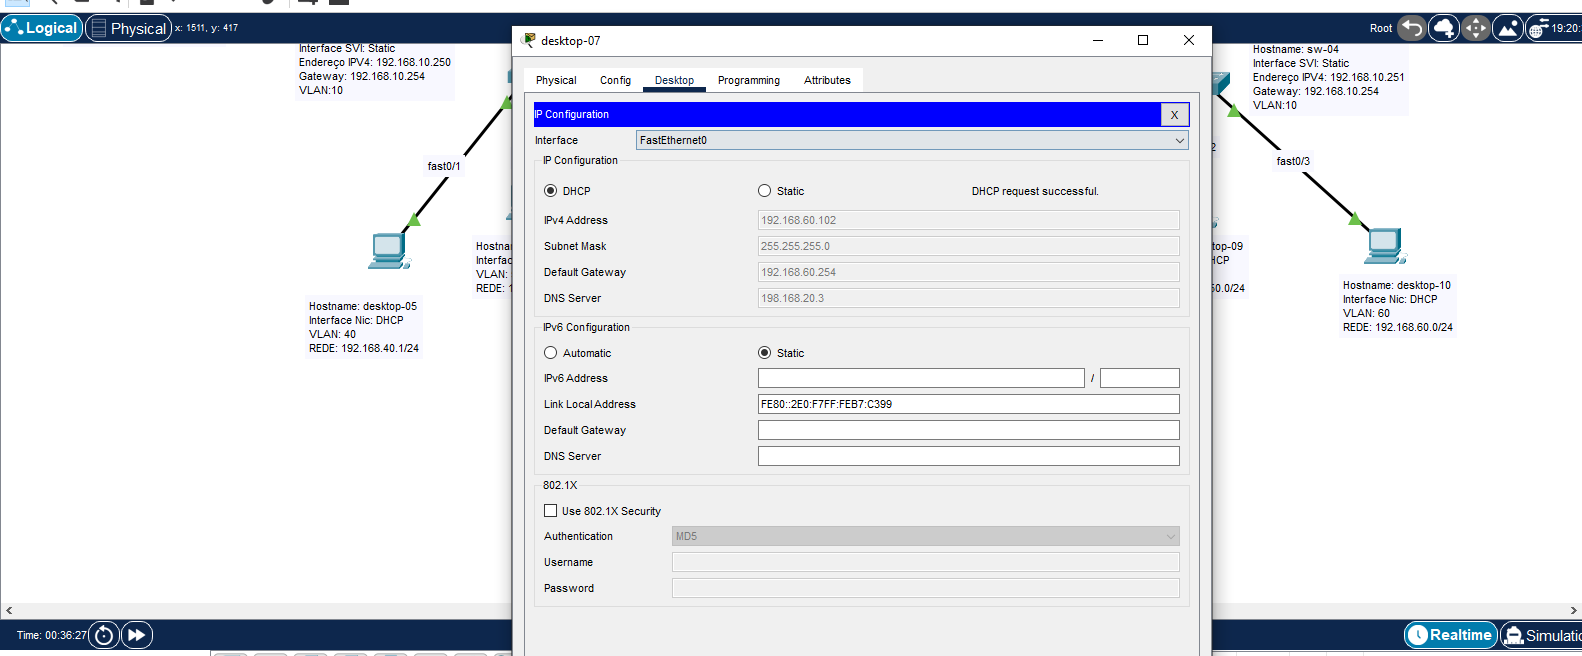 Logical
Physical
x: 1511, y: 417
Root
19:20:
Interface SVI: Static
Endereço IPV4: 192.168.10.250
Gateway: 192.168.10.254
VLAN:10
fast0/1
Hostname: desktop-05
Interface Nic: DHCP
VLAN: 40
REDE: 192.168.40.1/24
Hostna
Interfac
VLAN:
REDE: 1
desktop-07
Physical
Config
Desktop
Programming
Attributes
IP Configuration
X
Interface
FastEthernet0
IP Configuration
DHCP
Static
DHCP request successful.
IPv4 Address
192.168.60.102
Subnet Mask
255.255.255.0
Default Gateway
192.168.60.254
DNS Server
198.168.20.3
IPv6 Configuration
Automatic
Static
IPv6 Address
/
Link Local Address
FE80::2E0:F7FF:FEB7:C399
Default Gateway
DNS Server
802.1X
Use 802.1X Security
Authentication
MD5
Username
Password
Hostname: sw-04
Interface SVI: Static
Endereço IPV4: 192.168.10.251
Gateway: 192.168.10.254
VLAN:10
2
fast0/3
top-09
HCP
60.0/24
Hostname: desktop-10
Interface Nic: DHCP
VLAN: 60
REDE: 192.168.60.0/24
Time: 00:36:27
Realtime
Simulatio